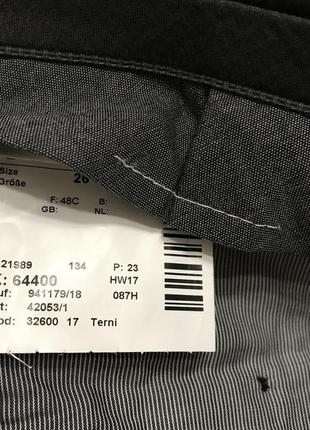 Size 26
Größe
F: 48C B:
GB: NL:
21989 134 P: 23
K: 64400 HW17
uf: 941179/18 087H
t: 42053/1
od: 32600 17 Terni